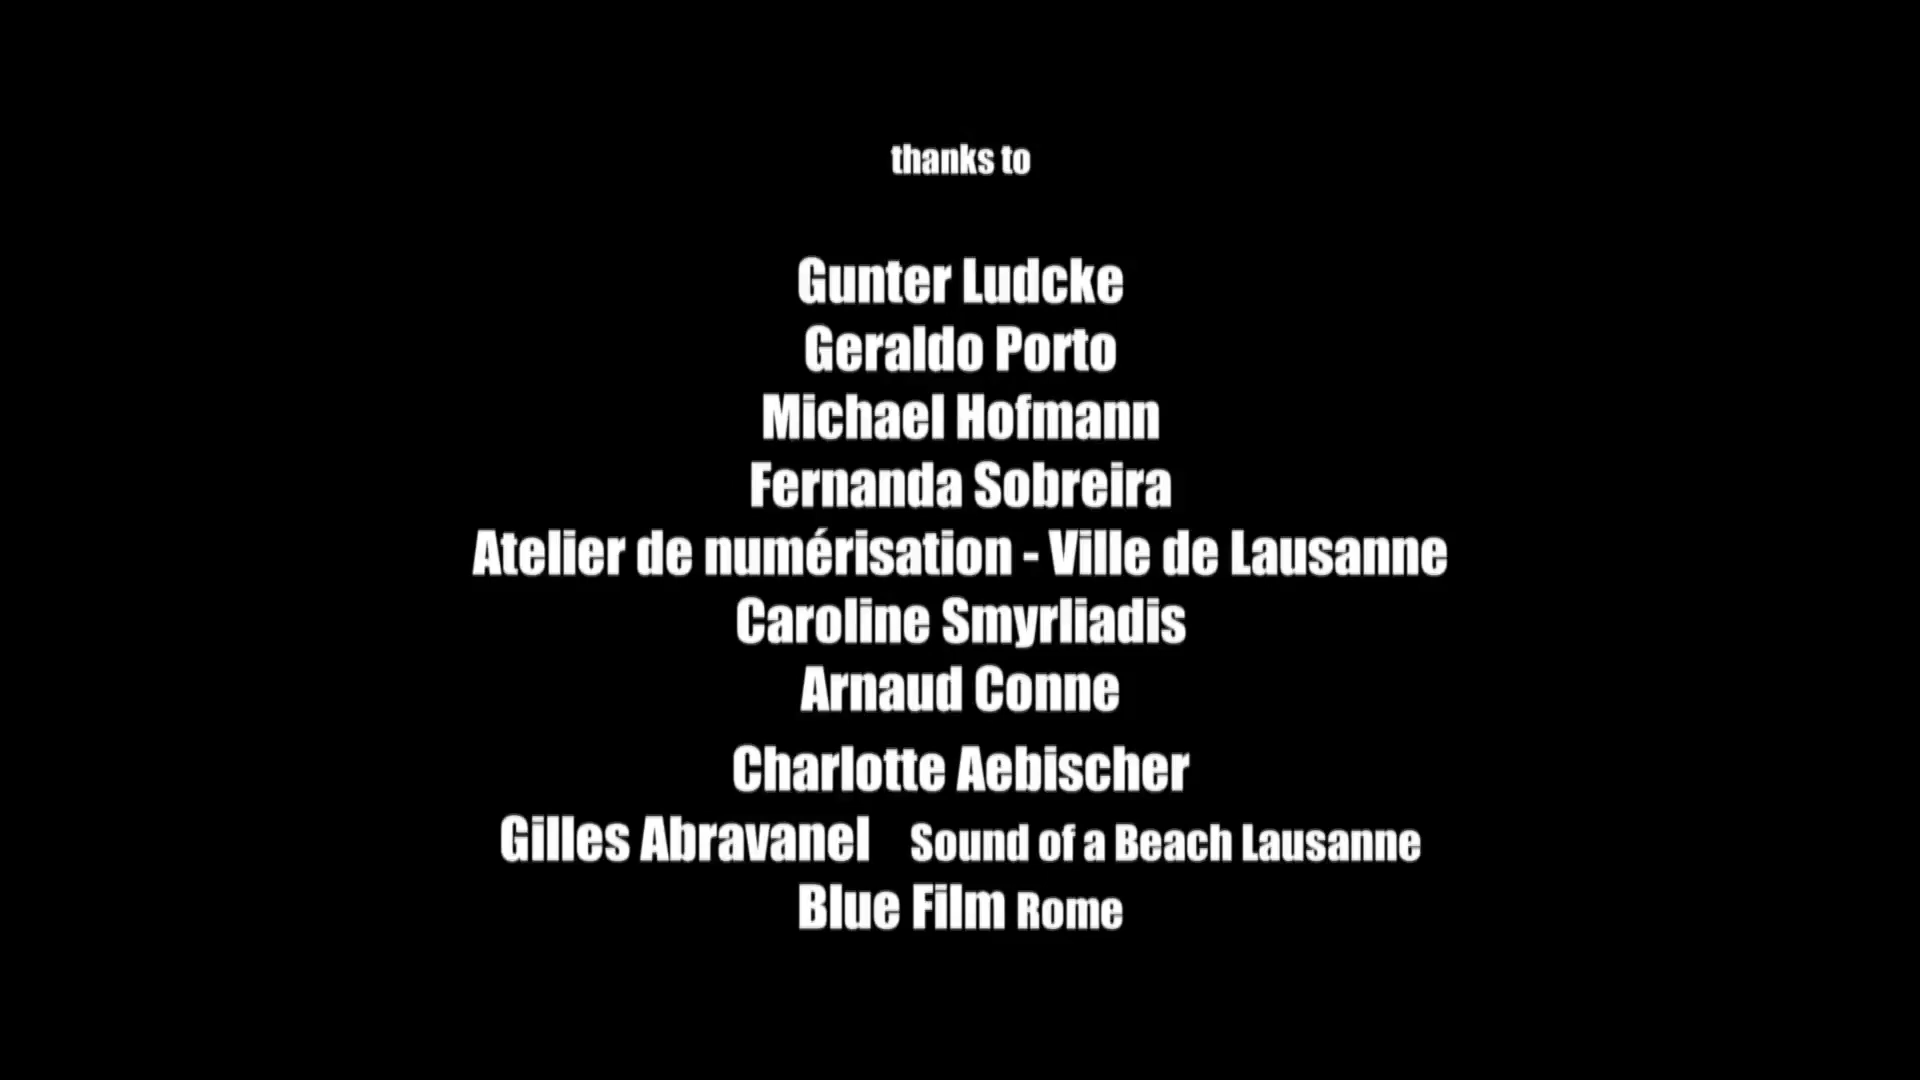 thanks to
Gunter Ludcke
Geraldo Porto
Michael Hofmann
Fernanda Sobreira
Atelier de numérisation - Ville de Lausanne
Caroline Smyrliadis
Arnaud Conne
Charlotte Aebischer
Gilles Abravanel Sound of a Beach Lausanne
Blue Film Rome